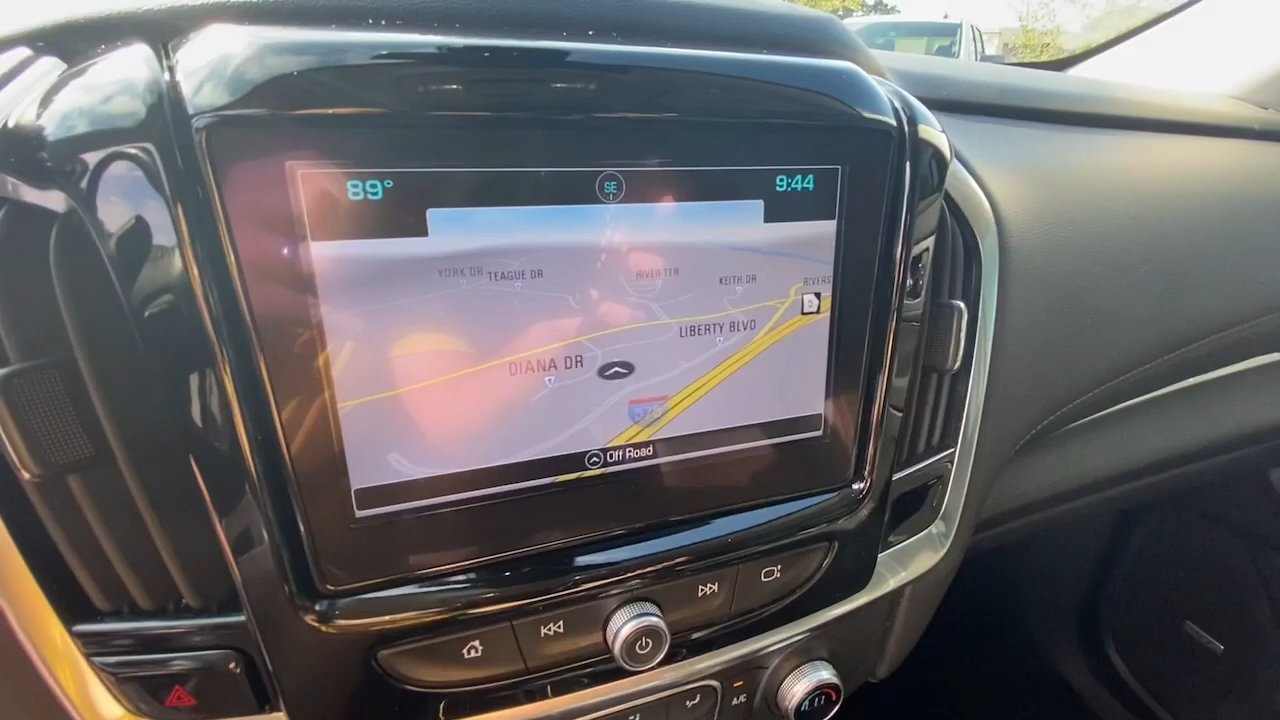 89°
SE
9:44
YORK DR
TEAGUE DR
RIVER TER
KEITH DR
RIVERS
LIBERTY BLVD
DIANA DR
Off Road
A/C